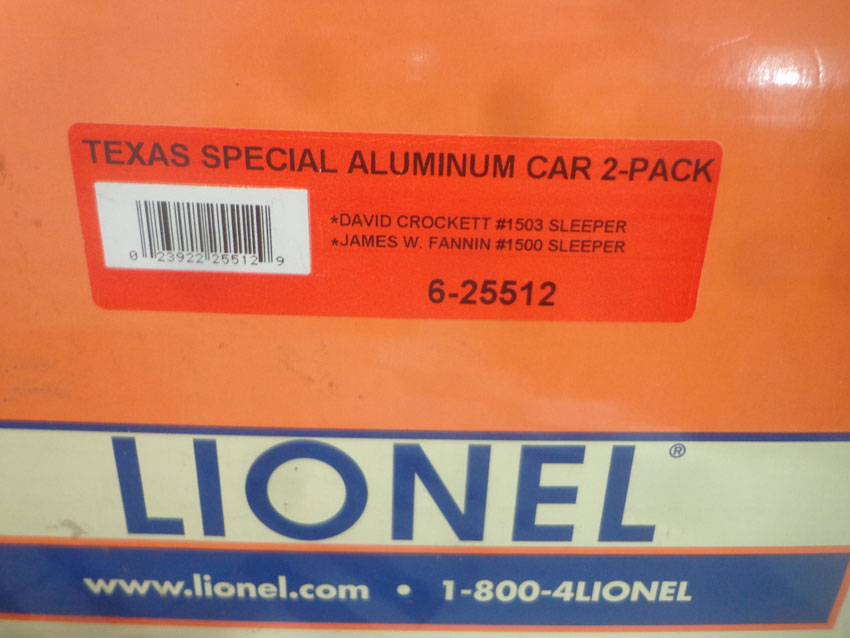 TEXAS SPECIAL ALUMINUM CAR 2-PACK
*DAVID CROCKETT #1503 SLEEPER
*JAMES W. FANNIN #1500 SLEEPER
0 23922 25512 9
6-25512
LIONEL®
www.lionel.com • 1-800-4LIONEL